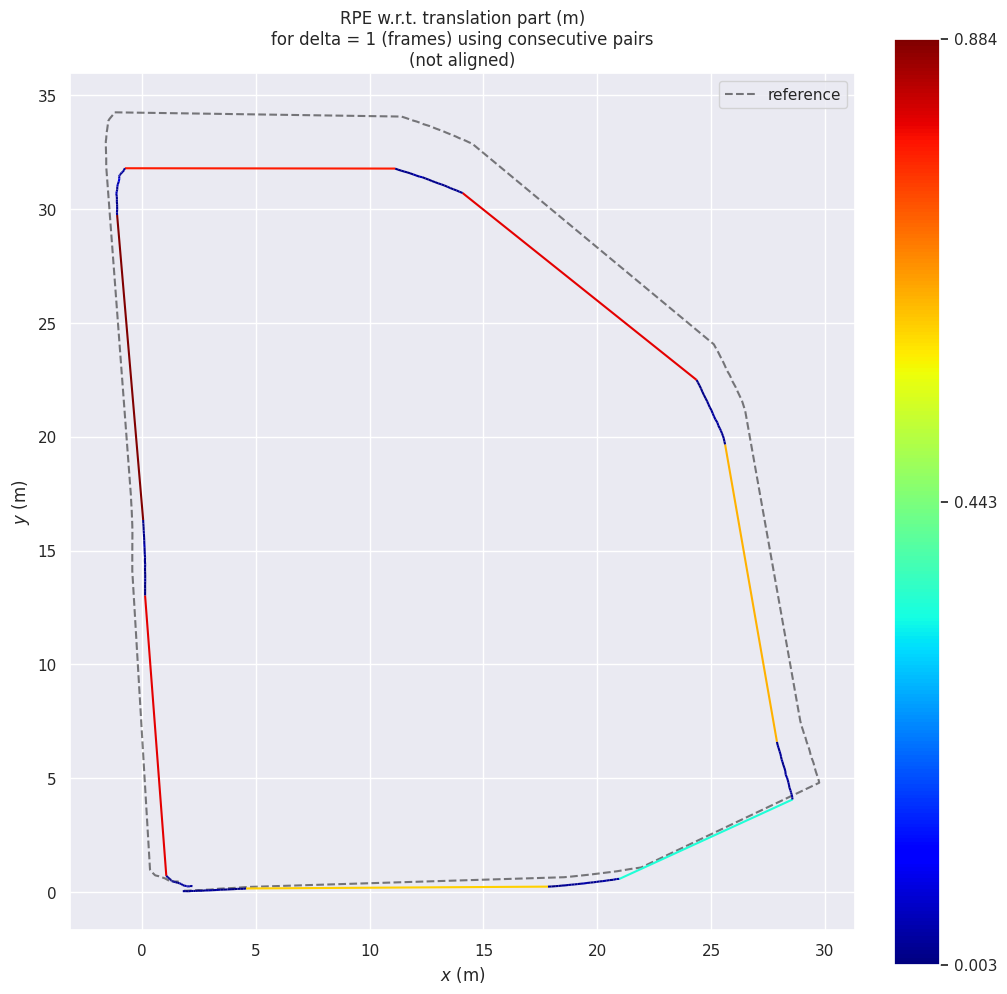 RPE w.r.t. translation part (m)
for delta = 1 (frames) using consecutive pairs
(not aligned)
reference
0.884
0.443
0.003
35
30
25
20
15
10
5
0
y (m)
0 5 10 15 20 25 30
x (m)